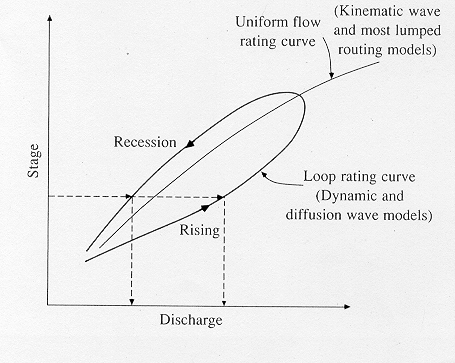 Uniform flow
rating curve
(Kinematic wave
and most lumped
routing models)
Recession
Stage
Loop rating curve
(Dynamic and
diffusion wave models)
Rising
Discharge